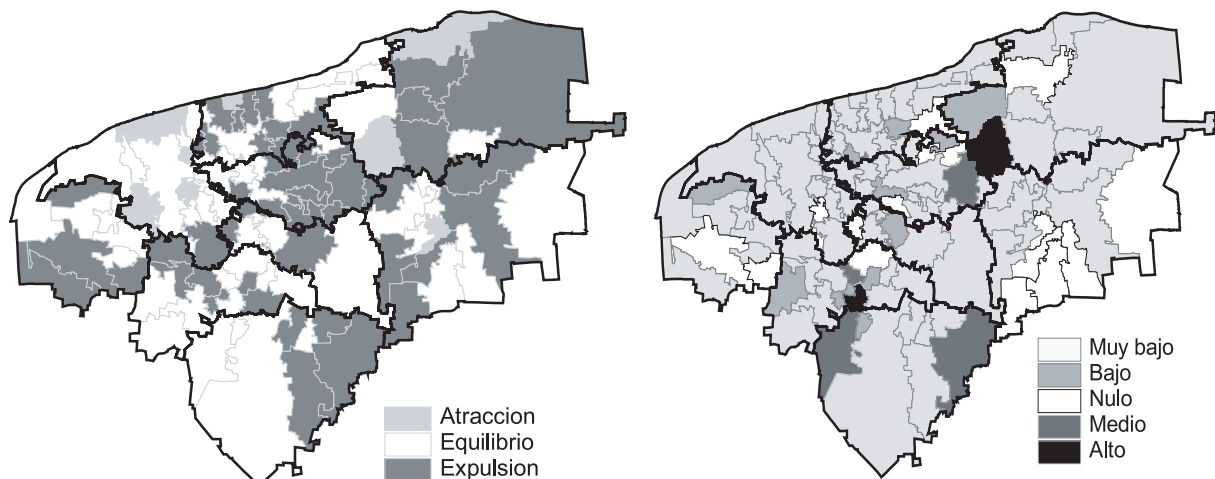 Atraccion
Equilibrio
Expulsion
Muy bajo
Bajo
Nulo
Medio
Alto